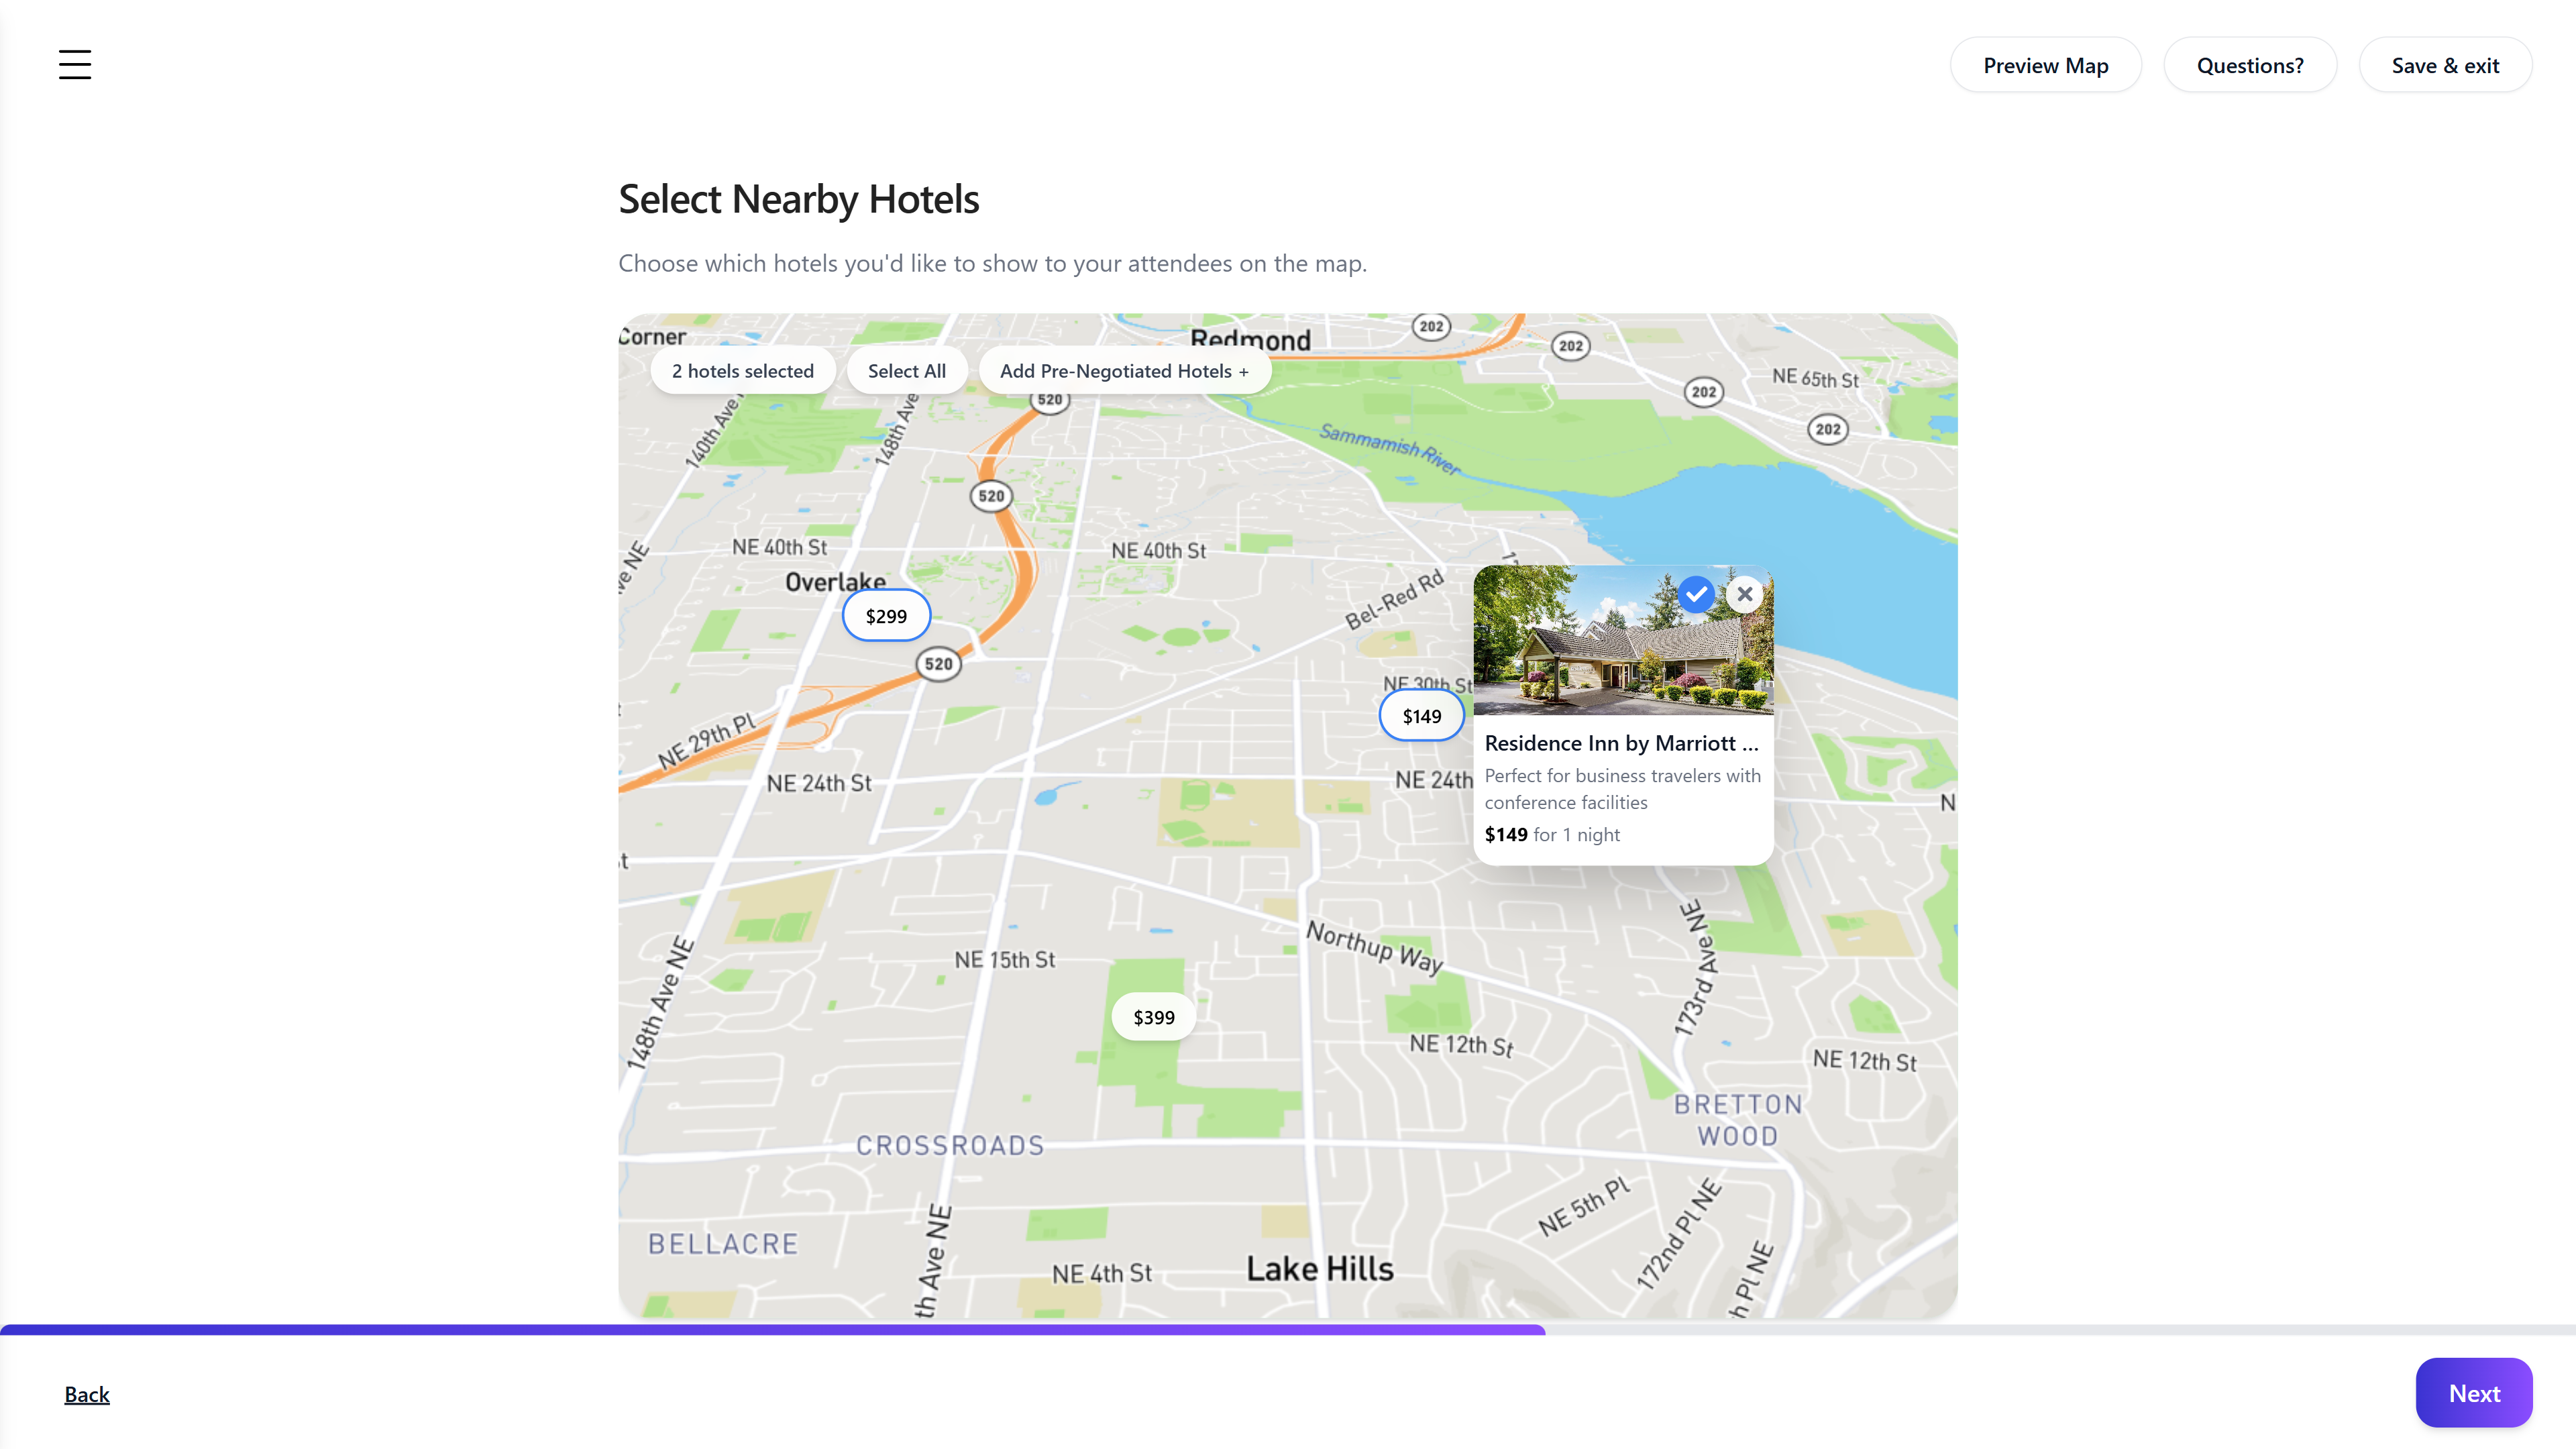 Preview Map
Questions?
Save & exit
Select Nearby Hotels
Choose which hotels you'd like to show to your attendees on the map.
Corner
Redmond
202
202
2 hotels selected
Select All
Add Pre-Negotiated Hotels +
NE 65th St
202
520
202
140th Ave
148th Ave
Sammamish River
520
NE 40th St
NE 40th St
Overlake
Bel-Red Rd
$299
520
NE 30th St
$149
NE 29th Pl
Residence Inn by Marriott ...
Perfect for business travelers with
conference facilities
$149 for 1 night
NE 24th St
NE 24th
N
NE 15th St
Northup Way
173rd Ave NE
148th Ave NE
$399
NE 12th St
NE 12th St
BRETTON
WOOD
CROSSROADS
NE 5th Pl
172nd Pl NE
BELLACRE
th Ave NE
NE 4th St
Lake Hills
h Pl NE
Back
Next